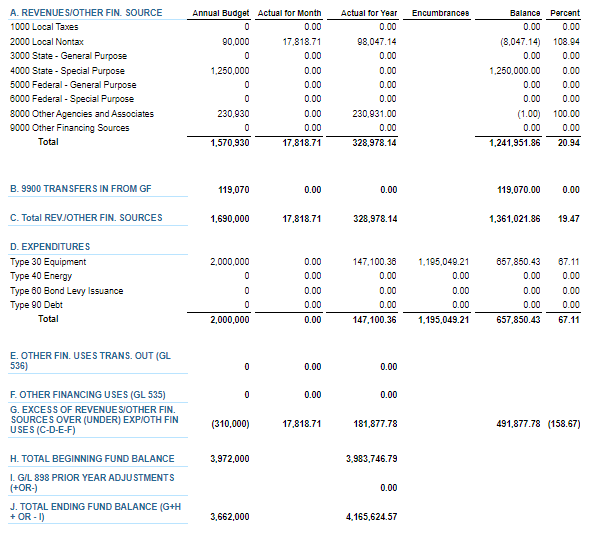 A. REVENUES/OTHER FIN. SOURCE Annual Budget Actual for Month Actual for Year Encumbrances Balance Percent
1000 Local Taxes 0 0.00 0.00 0.00 0.00
2000 Local Nontax 90,000 17,818.71 98,047.14 (8,047.14) 108.94
3000 State - General Purpose 0 0.00 0.00 0.00 0.00
4000 State - Special Purpose 1,250,000 0.00 0.00 1,250,000.00 0.00
5000 Federal - General Purpose 0 0.00 0.00 0.00 0.00
6000 Federal - Special Purpose 0 0.00 0.00 0.00 0.00
8000 Other Agencies and Associates 230,930 0.00 230,931.00 (1.00) 100.00
9000 Other Financing Sources 0 0.00 0.00 0.00 0.00
Total 1,570,930 17,818.71 328,978.14 1,241,951.86 20.94
B. 9900 TRANSFERS IN FROM GF 119,070 0.00 0.00 119,070.00 0.00
C. Total REV./OTHER FIN. SOURCES 1,690,000 17,818.71 328,978.14 1,361,021.86 19.47
D. EXPENDITURES
Type 30 Equipment 2,000,000 0.00 147,100.36 1,195,049.21 657,850.43 67.11
Type 40 Energy 0 0.00 0.00 0.00 0.00 0.00
Type 60 Bond Levy Issuance 0 0.00 0.00 0.00 0.00 0.00
Type 90 Debt 0 0.00 0.00 0.00 0.00 0.00
Total 2,000,000 0.00 147,100.36 1,195,049.21 657,850.43 67.11
E. OTHER FIN. USES TRANS. OUT (GL
536) 0 0.00 0.00
F. OTHER FINANCING USES (GL 535) 0 0.00 0.00
G. EXCESS OF REVENUES/OTHER FIN.
SOURCES OVER (UNDER) EXP/OTH FIN
USES (C-D-E-F) (310,000) 17,818.71 181,877.78 491,877.78 (158.67)
H. TOTAL BEGINNING FUND BALANCE 3,972,000 3,983,746.79
I. G/L 898 PRIOR YEAR ADJUSTMENTS
(+OR-) 0.00
J. TOTAL ENDING FUND BALANCE (G+H
+ OR - I) 3,662,000 4,165,624.57